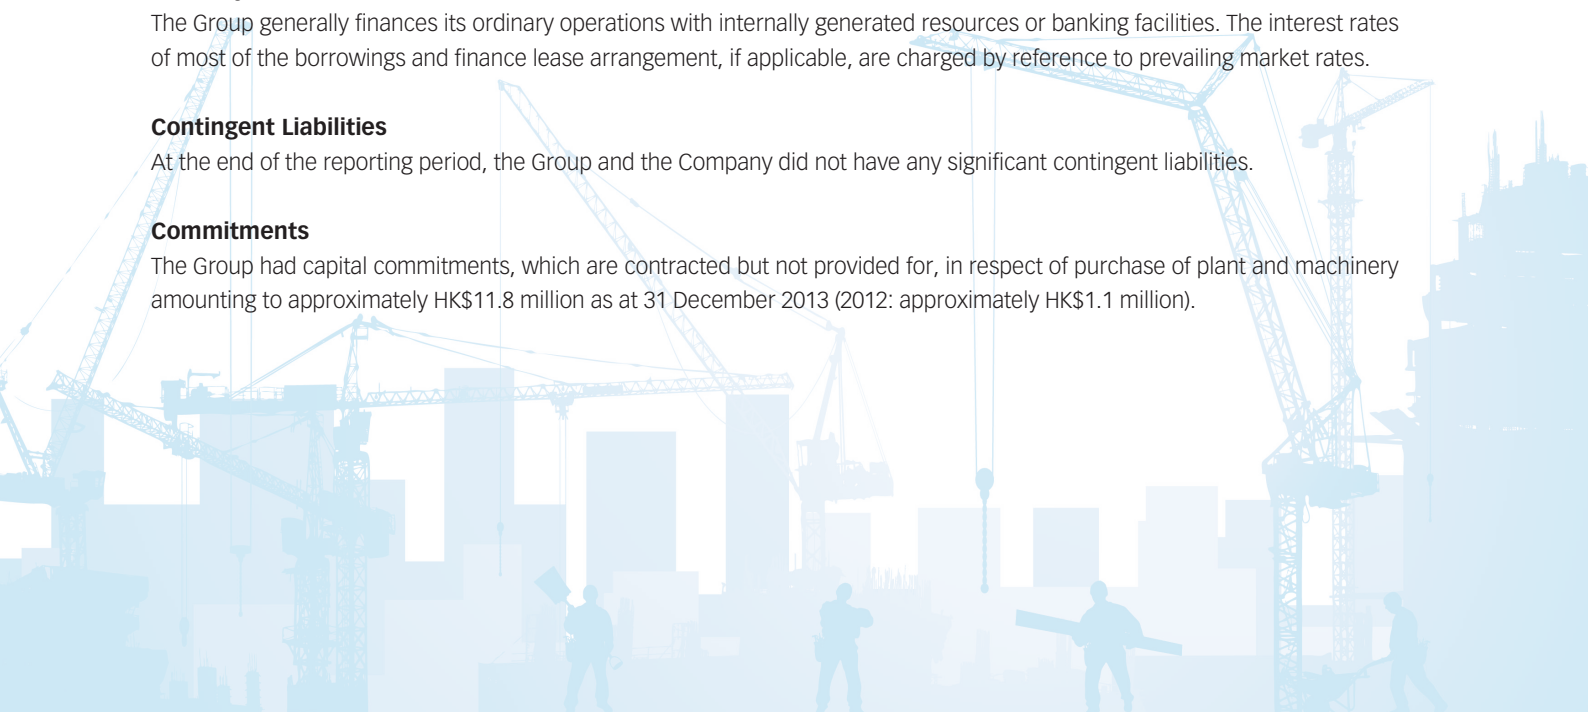 The Group generally finances its ordinary operations with internally generated resources or banking facilities. The interest rates
of most of the borrowings and finance lease arrangement, if applicable, are charged by reference to prevailing market rates.
Contingent Liabilities
At the end of the reporting period, the Group and the Company did not have any significant contingent liabilities.
Commitments
The Group had capital commitments, which are contracted but not provided for, in respect of purchase of plant and machinery
amounting to approximately HK$11.8 million as at 31 December 2013 (2012: approximately HK$1.1 million).